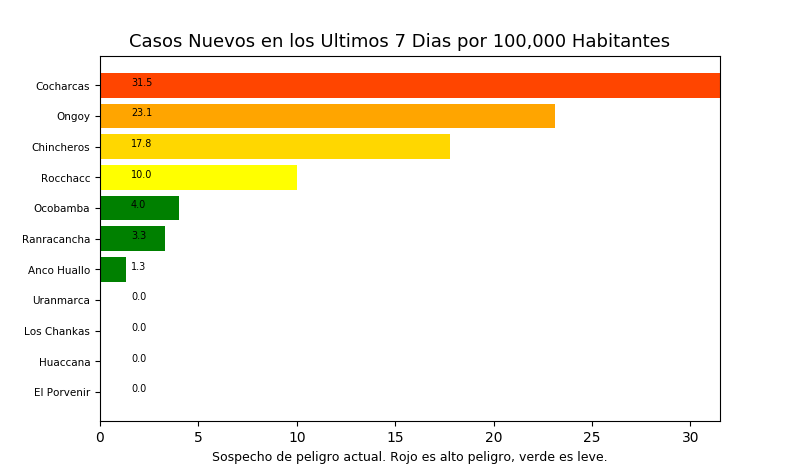 Casos Nuevos en los Ultimos 7 Dias por 100,000 Habitantes
Cocharcas 31.5
Ongoy 23.1
Chincheros 17.8
Rocchacc 10.0
Ocobamba 4.0
Ranracancha 3.3
Anco Huallo 1.3
Uranmarca 0.0
Los Chankas 0.0
Huaccana 0.0
El Porvenir 0.0
0 5 10 15 20 25 30
Sospecho de peligro actual. Rojo es alto peligro, verde es leve.